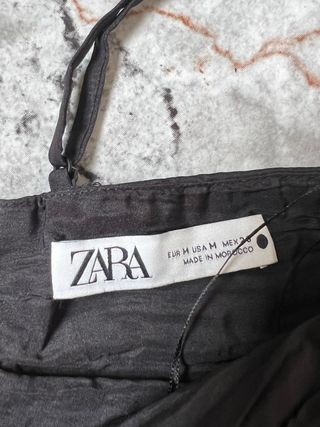 ZARA
EUR M USA M MEX 28
MADE IN MOROCCO